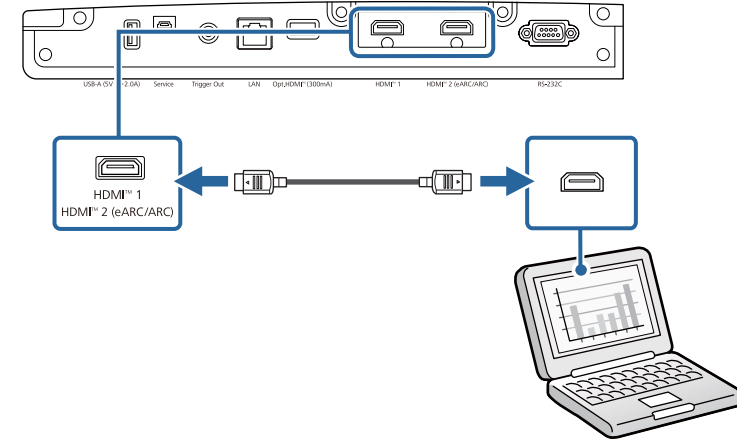 USB-A (5V ⎓ 2.0A) Service Trigger Out LAN Opt.HDMI™ (300mA) HDMI™ 1 HDMI™ 2 (eARC/ARC) RS-232C
HDMI™ 1
HDMI™ 2 (eARC/ARC)